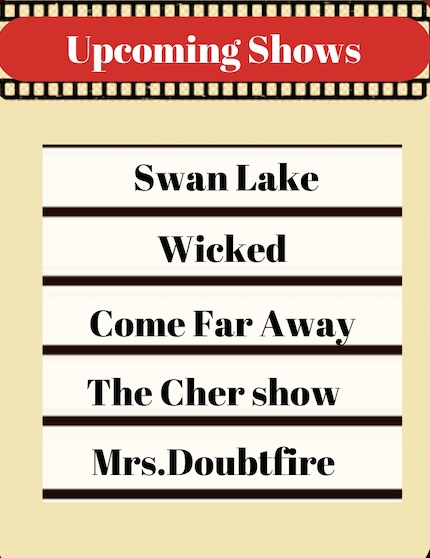 Upcoming Shows
Swan Lake
Wicked
Come Far Away
The Cher show
Mrs.Doubtfire